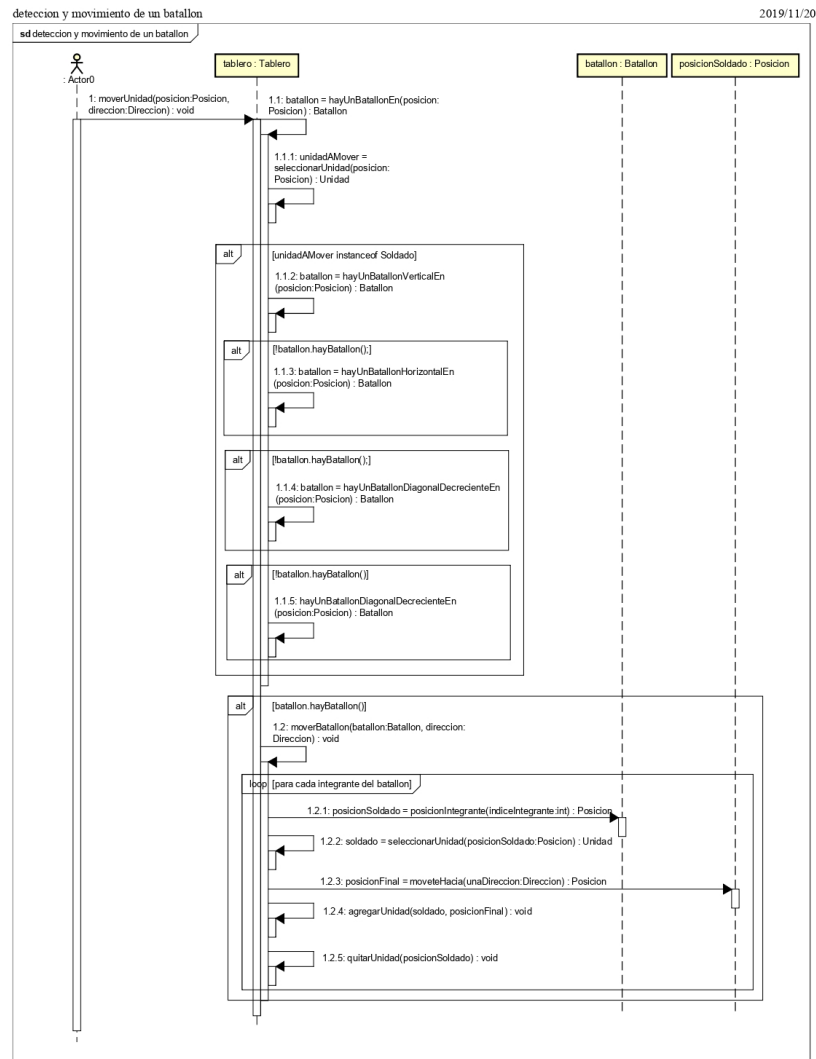 deteccion y movimiento de un batallon
2019/11/20
sd deteccion y movimiento de un batallon
: Actor0
tablero : Tablero
batallon : Batallon
posicionSoldado : Posicion
1: moverUnidad(posicion:Posicion,
direccion:Direccion) : void
1.1: batallon = hayUnBatallonEn(posicion:
Posicion) : Batallon
1.1.1: unidadAMover =
seleccionarUnidad(posicion:
Posicion) : Unidad
alt
[unidadAMover instanceof Soldado]
1.1.2: batallon = hayUnBatallonVerticalEn
(posicion:Posicion) : Batallon
alt
[!batallon.hayBatallon();]
1.1.3: batallon = hayUnBatallonHorizontalEn
(posicion:Posicion) : Batallon
alt
[!batallon.hayBatallon();]
1.1.4: batallon = hayUnBatallonDiagonalDecrecienteEn
(posicion:Posicion) : Batallon
alt
[!batallon.hayBatallon()]
1.1.5: hayUnBatallonDiagonalDecrecienteEn
(posicion:Posicion) : Batallon
alt
[batallon.hayBatallon()]
1.2: moverBatallon(batallon:Batallon, direccion:
Direccion) : void
loop [para cada integrante del batallon]
1.2.1: posicionSoldado = posicionIntegrante(indiceIntegrante:int) : Posicion
1.2.2: soldado = seleccionarUnidad(posicionSoldado:Posicion) : Unidad
1.2.3: posicionFinal = moveteHacia(unaDireccion:Direccion) : Posicion
1.2.4: agregarUnidad(soldado, posicionFinal) : void
1.2.5: quitarUnidad(posicionSoldado) : void